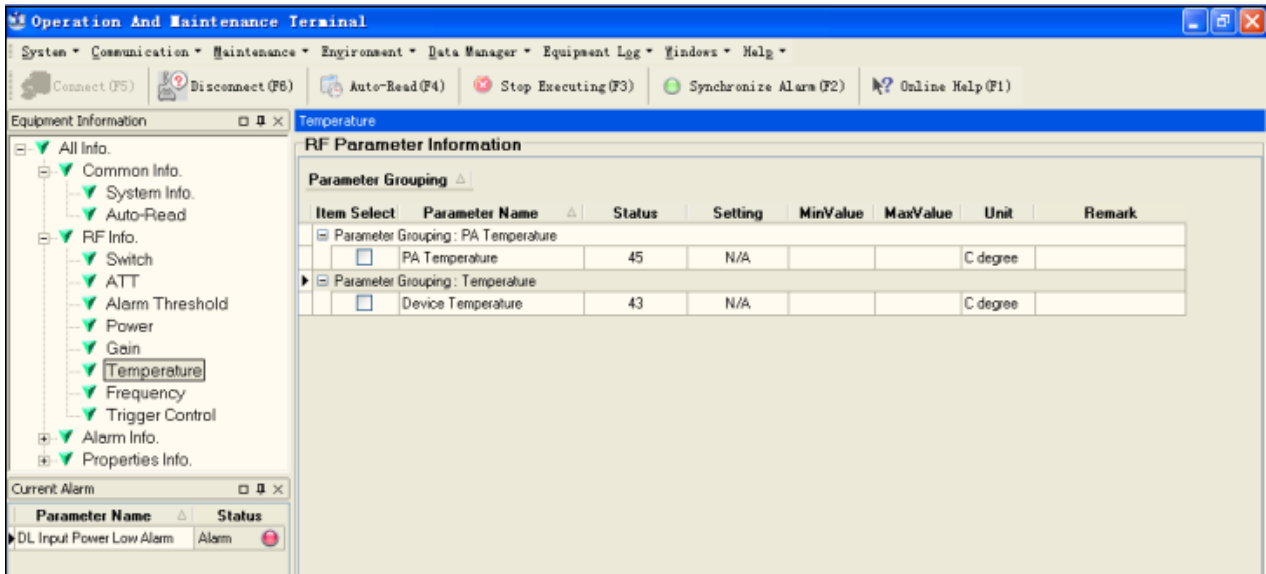 Operation And Maintenance Terminal
System Communication Maintenance Environment Data Manager Equipment Log Windows Help
Connect(F5) Disconnect(F6) Auto-Read(F4) Stop Executing(F3) Synchronize Alarm(F2) Online Help(F1)
Equipment Information
All Info.
Common Info.
System Info.
Auto-Read
RF Info.
Switch
ATT
Alarm Threshold
Power
Gain
Temperature
Frequency
Trigger Control
Alarm Info.
Properties Info.
Current Alarm
Parameter Name Status
DL Input Power Low Alarm Alarm
Temperature
RF Parameter Information
Parameter Grouping
Item Select Parameter Name Status Setting MinValue MaxValue Unit Remark
Parameter Grouping : PA Temperature
PA Temperature 45 N/A C degree
Parameter Grouping : Temperature
Device Temperature 43 N/A C degree